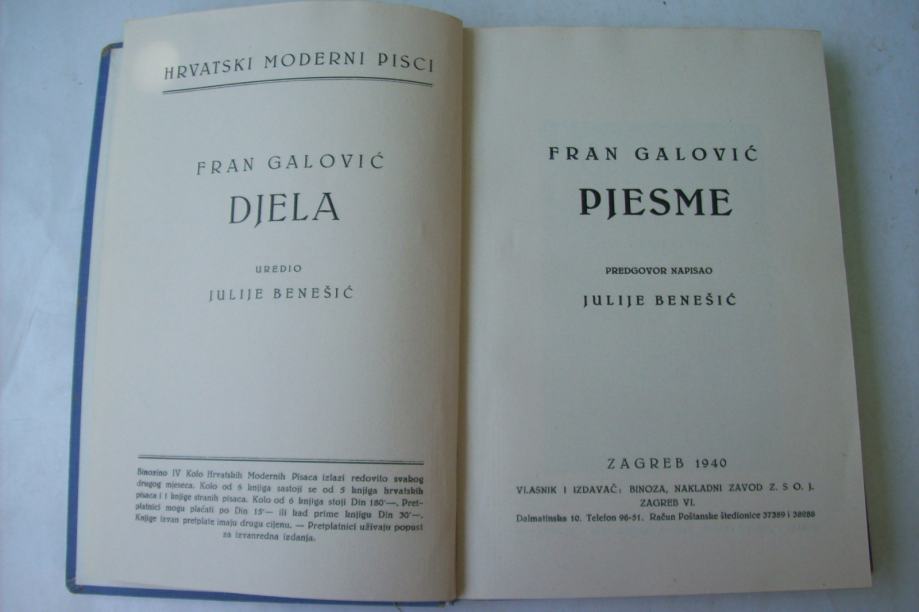 HRVATSKI MODERNI PISCI
FRAN GALOVIĆ
DJELA
UREDIO
JULIJE BENEŠIĆ
Binozino IV Kolo Hrvatskih Modernih Pisaca izlazi redovito svakog
drugog mjeseca. Kolo od 6 knjiga sastoji se od 5 knjiga hrvatskih
pisaca i 1 knjige stranih pisaca. Kolo od 6 knjiga stoji Din 180'—. Pret-
platnici mogu plaćati po Din 15'— ili kad prime knjigu Din 30'—.
Knjige izvan pretplate imaju drugu cijenu. — Pretplatnici uživaju popust
za izvanredna izdanja.
FRAN GALOVIĆ
PJESME
PREDGOVOR NAPISAO
JULIJE BENEŠIĆ
ZAGREB 1940
VLASNIK I IZDAVAČ: BINOZA, NAKLADNI ZAVOD Z. S O. J.
ZAGREB VI.
Dalmatinska 10. Telefon 96-51. Račun Poštanske štedionice 37389 i 38288